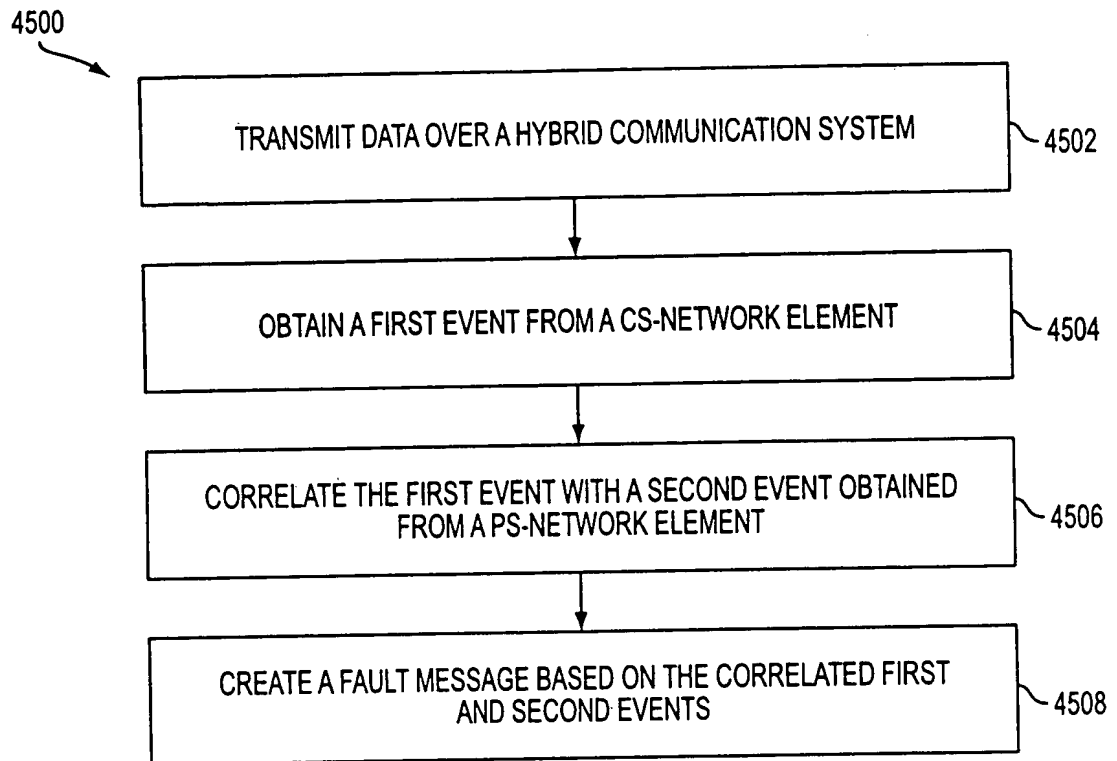 4500
TRANSMIT DATA OVER A HYBRID COMMUNICATION SYSTEM
4502
OBTAIN A FIRST EVENT FROM A CS-NETWORK ELEMENT
4504
CORRELATE THE FIRST EVENT WITH A SECOND EVENT OBTAINED
FROM A PS-NETWORK ELEMENT
4506
CREATE A FAULT MESSAGE BASED ON THE CORRELATED FIRST
AND SECOND EVENTS
4508